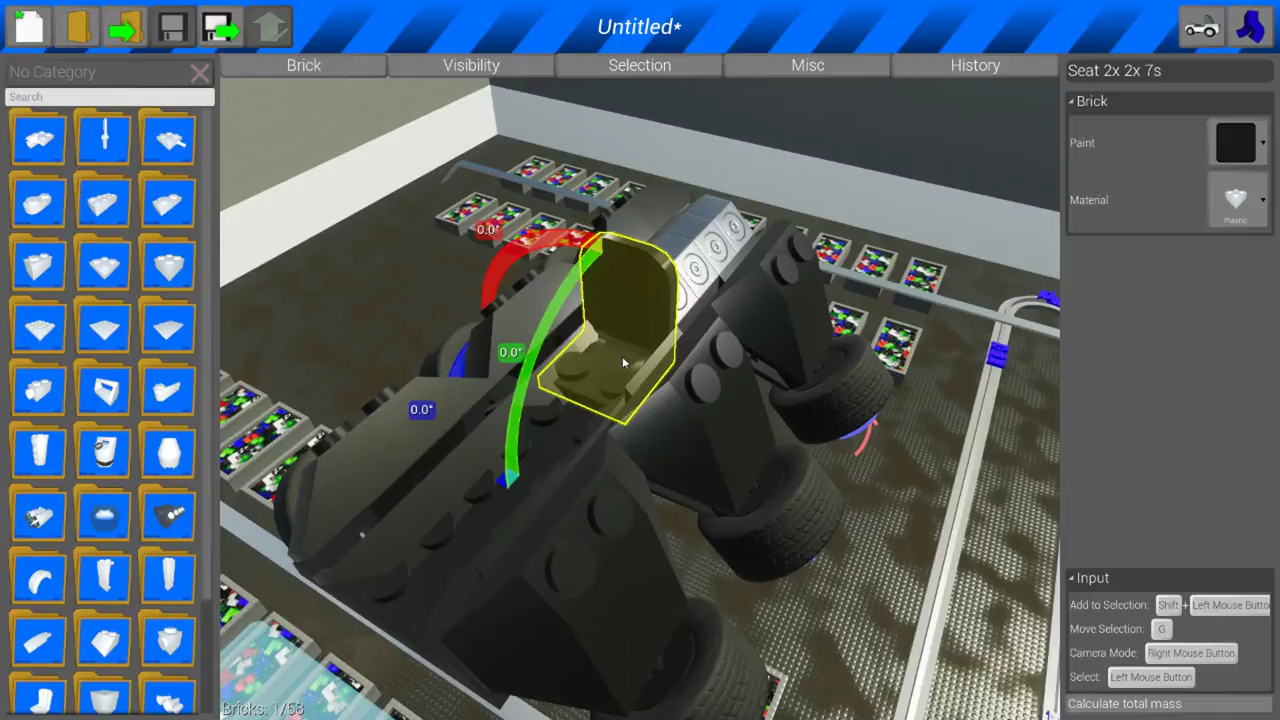 Untitled*
No Category
Search
Brick
Visibility
Selection
Misc
History
Seat 2x 2x 7s
Brick
Paint
Material
Plastic
0.0°
0.0°
0.0°
Input
Add to Selection: Shift + Left Mouse Butto
Move Selection: G
Camera Mode: Right Mouse Button
Select: Left Mouse Button
Calculate total mass
Bricks: 1/58